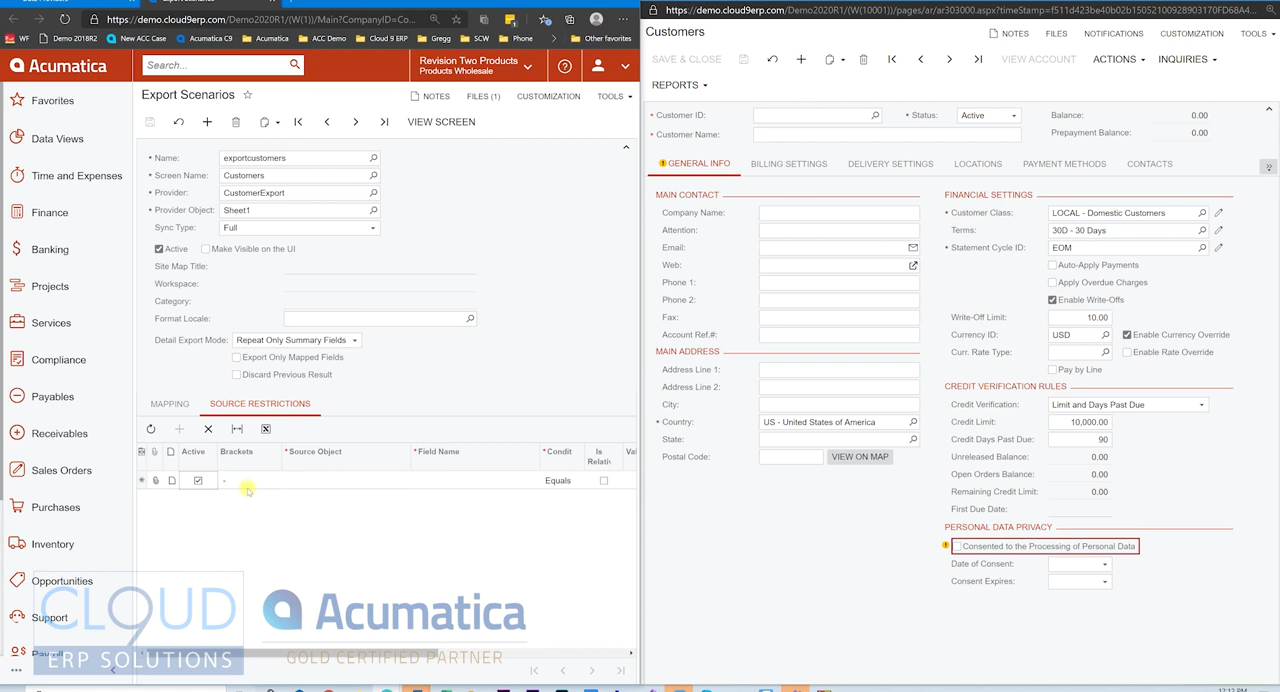 Export Scenarios
https://demo.cloud9erp.com/Demo2020R1/(W(1))/Main?CompanyID=Co...
WF
Demo 2018R2
New ACC Case
Acumatica C9
Acumatica
ACC Demo
Cloud 9 ERP
Gregg
SCW
Phone
Other favorites
Acumatica
Search...
Revision Two Products
Products Wholesale
Favorites
Data Views
Time and Expenses
Finance
Banking
Projects
Services
Compliance
Payables
Receivables
Sales Orders
Purchases
Inventory
Opportunities
Support
Payroll
Export Scenarios
NOTES
FILES (1)
CUSTOMIZATION
TOOLS
VIEW SCREEN
* Name: exportcustomers
* Screen Name: Customers
* Provider: CustomerExport
* Provider Object: Sheet1
Sync Type: Full
Active
Make Visible on the UI
Site Map Title:
Workspace:
Category:
Format Locale:
Detail Export Mode: Repeat Only Summary Fields
Export Only Mapped Fields
Discard Previous Result
MAPPING
SOURCE RESTRICTIONS
Active
Brackets
* Source Object
* Field Name
* Condit
Is
Relativ
Val
-
Equals
CLOUD
ERP SOLUTIONS
Acumatica
GOLD CERTIFIED PARTNER
https://demo.cloud9erp.com/Demo2020R1/(W(10001))/pages/ar/ar303000.aspx?timeStamp=f511d423be40b02b15052100928903170FD68A4...
Customers
NOTES
FILES
NOTIFICATIONS
CUSTOMIZATION
TOOLS
SAVE & CLOSE
VIEW ACCOUNT
ACTIONS
INQUIRIES
REPORTS
* Customer ID:
* Status: Active
Balance: 0.00
* Customer Name:
Prepayment Balance: 0.00
GENERAL INFO
BILLING SETTINGS
DELIVERY SETTINGS
LOCATIONS
PAYMENT METHODS
CONTACTS
MAIN CONTACT
Company Name:
Attention:
Email:
Web:
Phone 1:
Phone 2:
Fax:
Account Ref.#:
MAIN ADDRESS
Address Line 1:
Address Line 2:
City:
* Country: US - United States of America
State:
Postal Code:
VIEW ON MAP
FINANCIAL SETTINGS
* Customer Class: LOCAL - Domestic Customers
Terms: 30D - 30 Days
* Statement Cycle ID: EOM
Auto-Apply Payments
Apply Overdue Charges
Enable Write-Offs
Write-Off Limit: 10.00
Currency ID: USD
Enable Currency Override
Curr. Rate Type:
Enable Rate Override
Pay by Line
CREDIT VERIFICATION RULES
Credit Verification: Limit and Days Past Due
Credit Limit: 10,000.00
Credit Days Past Due: 90
Unreleased Balance: 0.00
Open Orders Balance: 0.00
Remaining Credit Limit: 0.00
First Due Date:
PERSONAL DATA PRIVACY
Consented to the Processing of Personal Data
Date of Consent:
Consent Expires:
12:12 PM